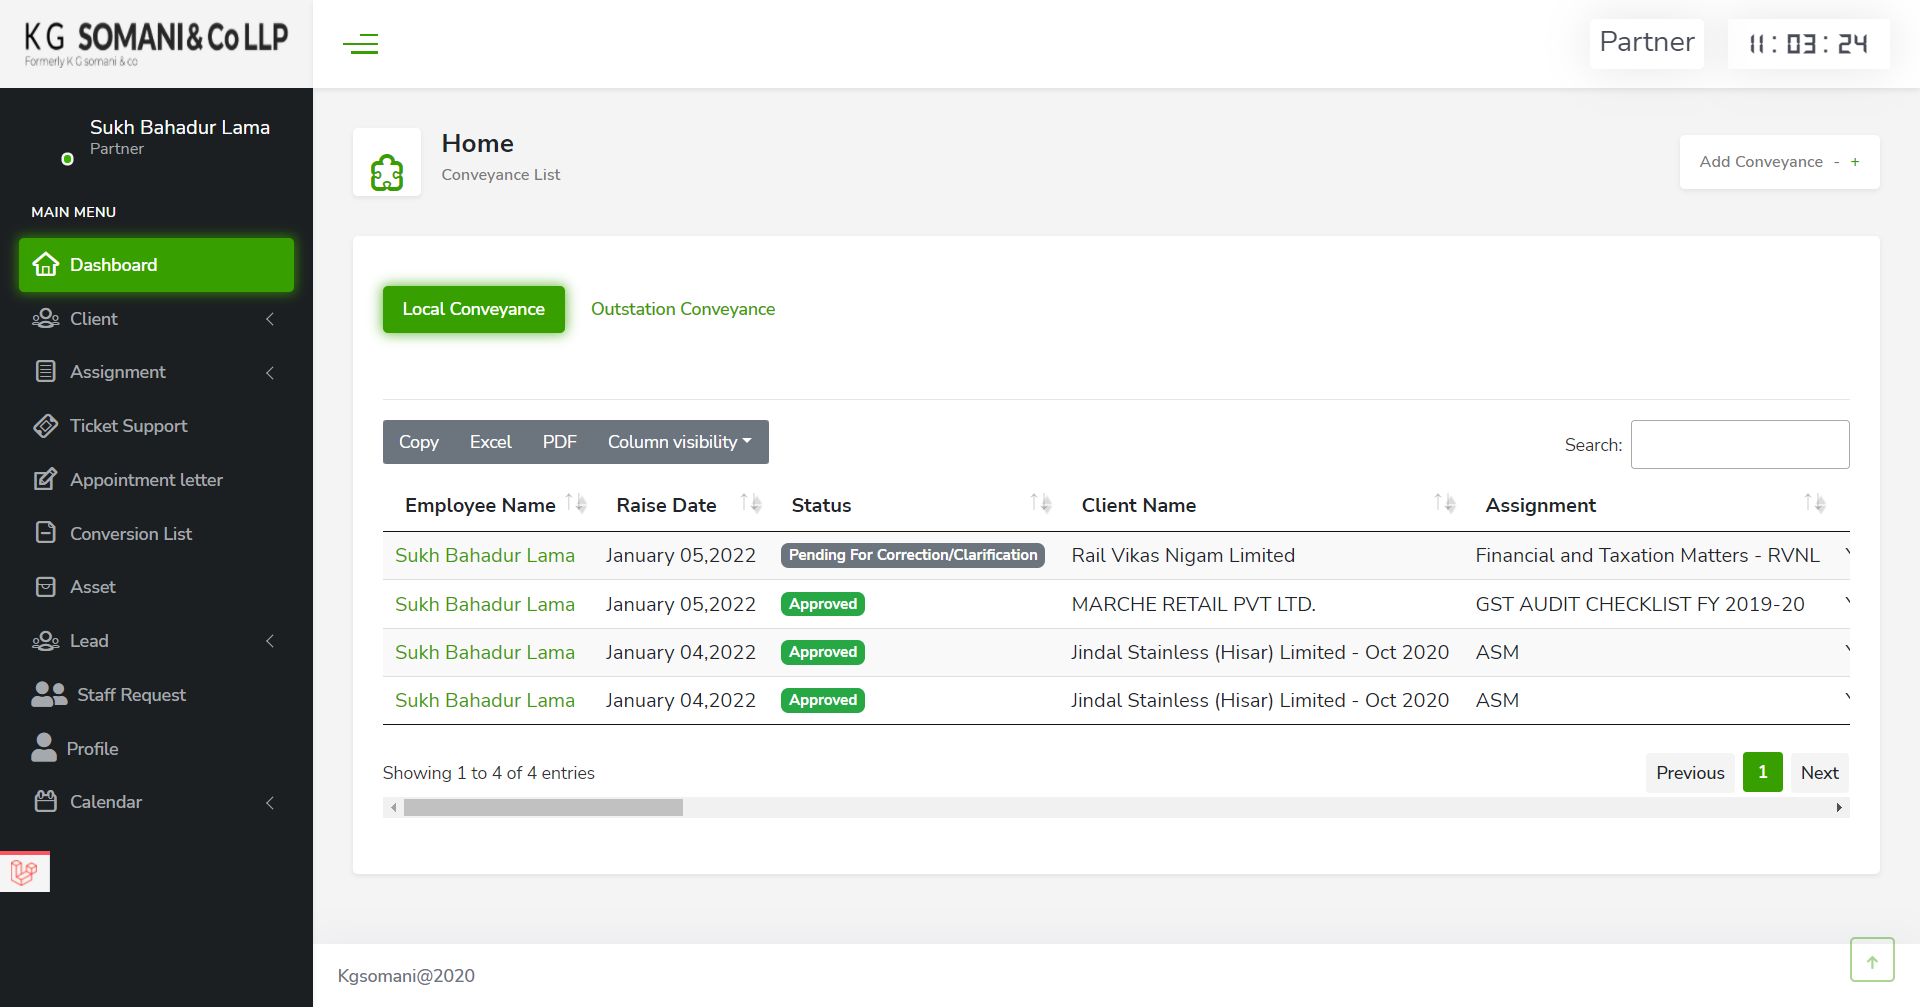 KG SOMANI & Co LLP
Formerly K G somani & co
Partner
11 : 03 : 24
Sukh Bahadur Lama
Partner
MAIN MENU
Dashboard
Client
Assignment
Ticket Support
Appointment letter
Conversion List
Asset
Lead
Staff Request
Profile
Calendar
Home
Conveyance List
Add Conveyance - +
Local Conveyance Outstation Conveyance
Copy Excel PDF Column visibility
Search:
Employee Name Raise Date Status Client Name Assignment
Sukh Bahadur Lama January 05,2022 Pending For Correction/Clarification Rail Vikas Nigam Limited Financial and Taxation Matters - RVNL
Sukh Bahadur Lama January 05,2022 Approved MARCHE RETAIL PVT LTD. GST AUDIT CHECKLIST FY 2019-20
Sukh Bahadur Lama January 04,2022 Approved Jindal Stainless (Hisar) Limited - Oct 2020 ASM
Sukh Bahadur Lama January 04,2022 Approved Jindal Stainless (Hisar) Limited - Oct 2020 ASM
Showing 1 to 4 of 4 entries
Previous 1 Next
Kgsomani@2020